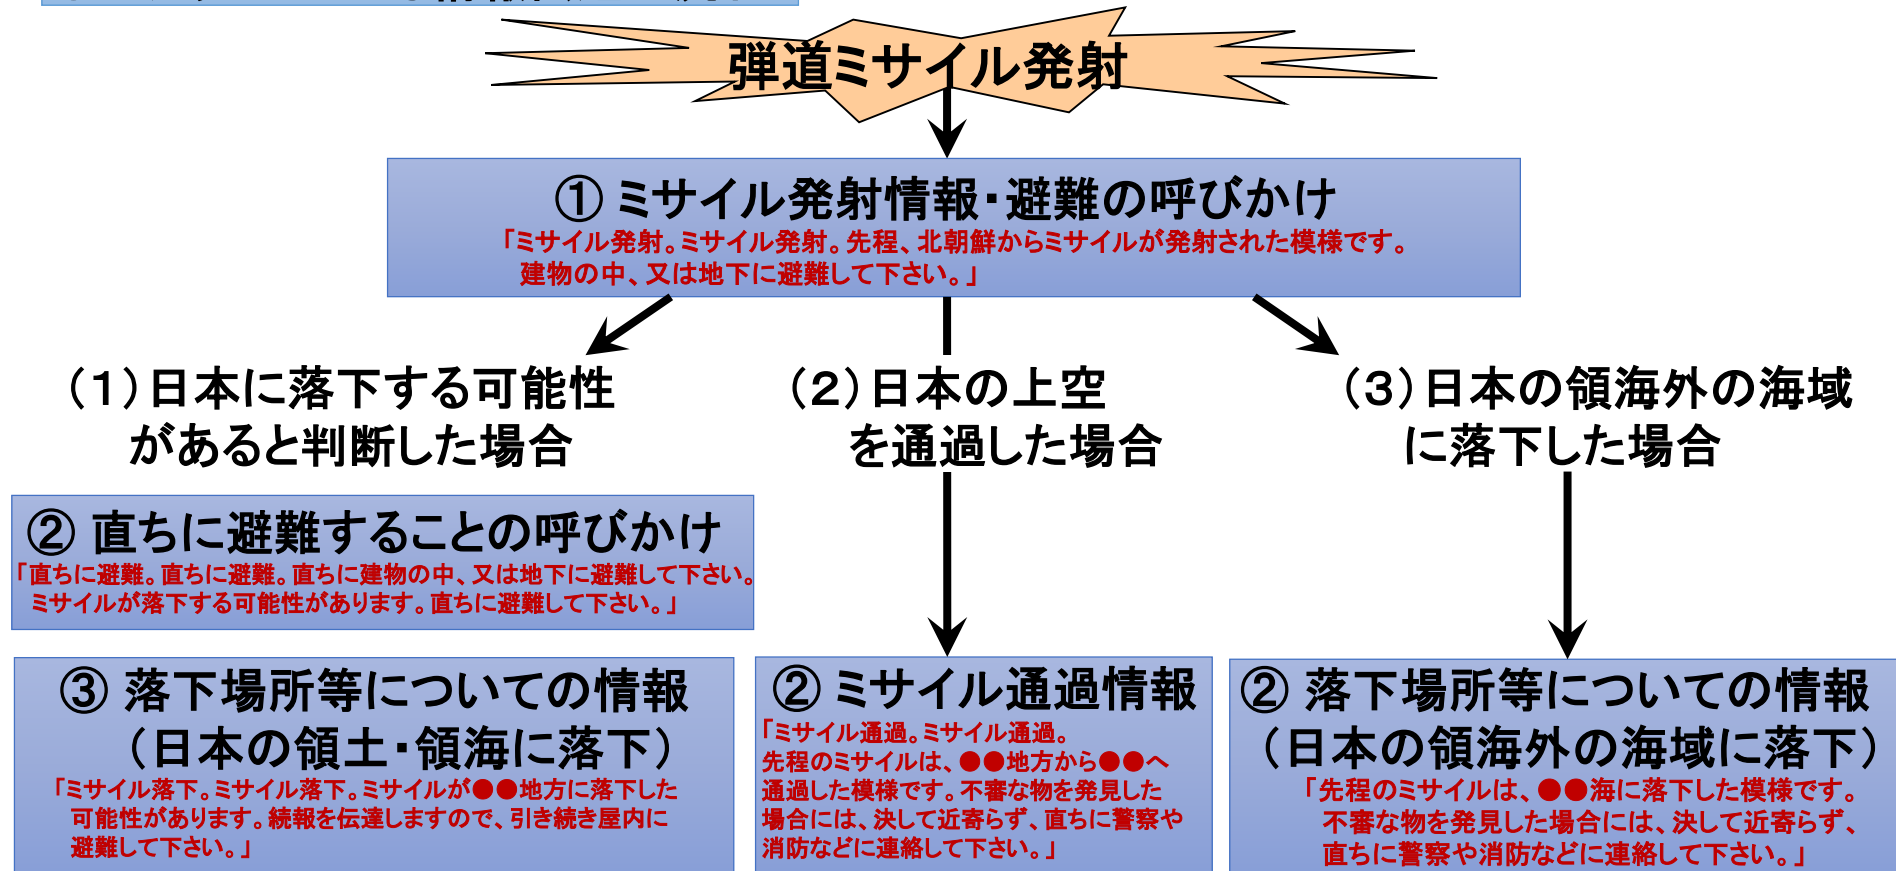 弾道ミサイル発射
① ミサイル発射情報・避難の呼びかけ
「ミサイル発射。ミサイル発射。先程、北朝鮮からミサイルが発射された模様です。
建物の中、又は地下に避難して下さい。」
（１）日本に落下する可能性
があると判断した場合
② 直ちに避難することの呼びかけ
「直ちに避難。直ちに避難。直ちに建物の中、又は地下に避難して下さい。
ミサイルが落下する可能性があります。直ちに避難して下さい。」
③ 落下場所等についての情報
（日本の領土・領海に落下）
「ミサイル落下。ミサイル落下。ミサイルが●●地方に落下した
可能性があります。続報を伝達しますので、引き続き屋内に
避難して下さい。」
（２）日本の上空
を通過した場合
② ミサイル通過情報
「ミサイル通過。ミサイル通過。
先程のミサイルは、●●地方から●●へ
通過した模様です。不審な物を発見した
場合には、決して近寄らず、直ちに警察や
消防などに連絡して下さい。」
（３）日本の領海外の海域
に落下した場合
② 落下場所等についての情報
（日本の領海外の海域に落下）
「先程のミサイルは、●●海に落下した模様です。
不審な物を発見した場合には、決して近寄らず、
直ちに警察や消防などに連絡して下さい。」